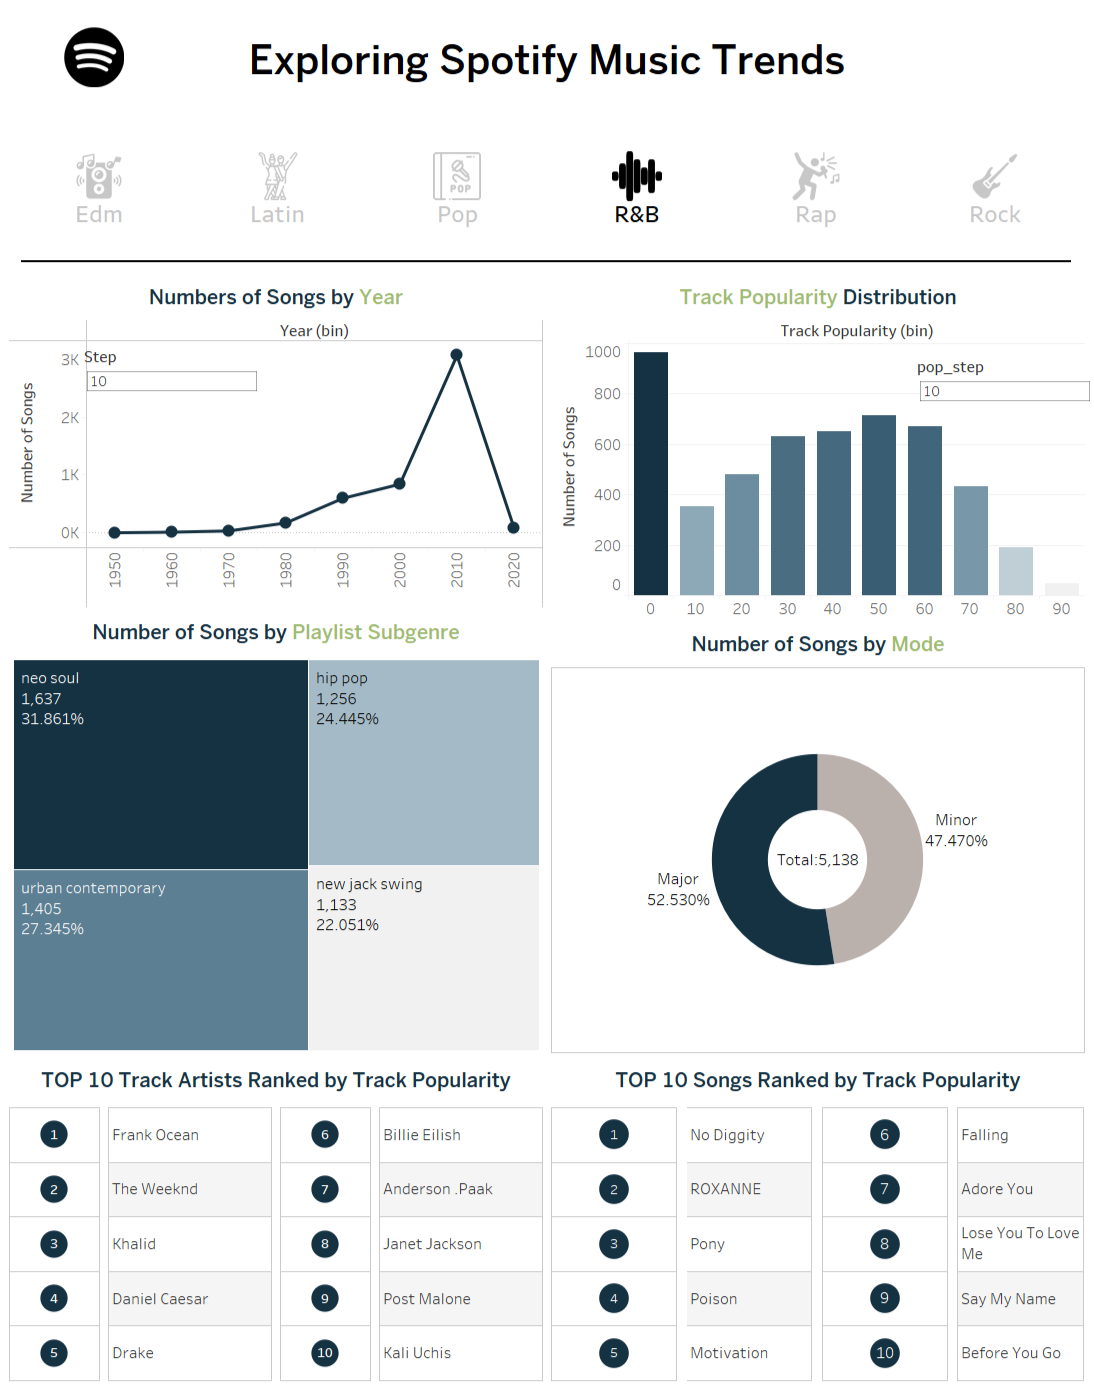 Exploring Spotify Music Trends
Edm
Latin
POP
Pop
R&B
Rap
Rock
Numbers of Songs by Year
Year (bin)
Step
10
Number of Songs
3K
2K
1K
0K
1950
1960
1970
1980
1990
2000
2010
2020
Track Popularity Distribution
Track Popularity (bin)
pop_step
10
Number of Songs
1000
800
600
400
200
0
0
10
20
30
40
50
60
70
80
90
Number of Songs by Playlist Subgenre
neo soul
1,637
31.861%
hip pop
1,256
24.445%
urban contemporary
1,405
27.345%
new jack swing
1,133
22.051%
Number of Songs by Mode
Minor
47.470%
Total:5,138
Major
52.530%
TOP 10 Track Artists Ranked by Track Popularity
1 Frank Ocean
2 The Weeknd
3 Khalid
4 Daniel Caesar
5 Drake
6 Billie Eilish
7 Anderson .Paak
8 Janet Jackson
9 Post Malone
10 Kali Uchis
TOP 10 Songs Ranked by Track Popularity
1 No Diggity
2 ROXANNE
3 Pony
4 Poison
5 Motivation
6 Falling
7 Adore You
8 Lose You To Love
Me
9 Say My Name
10 Before You Go